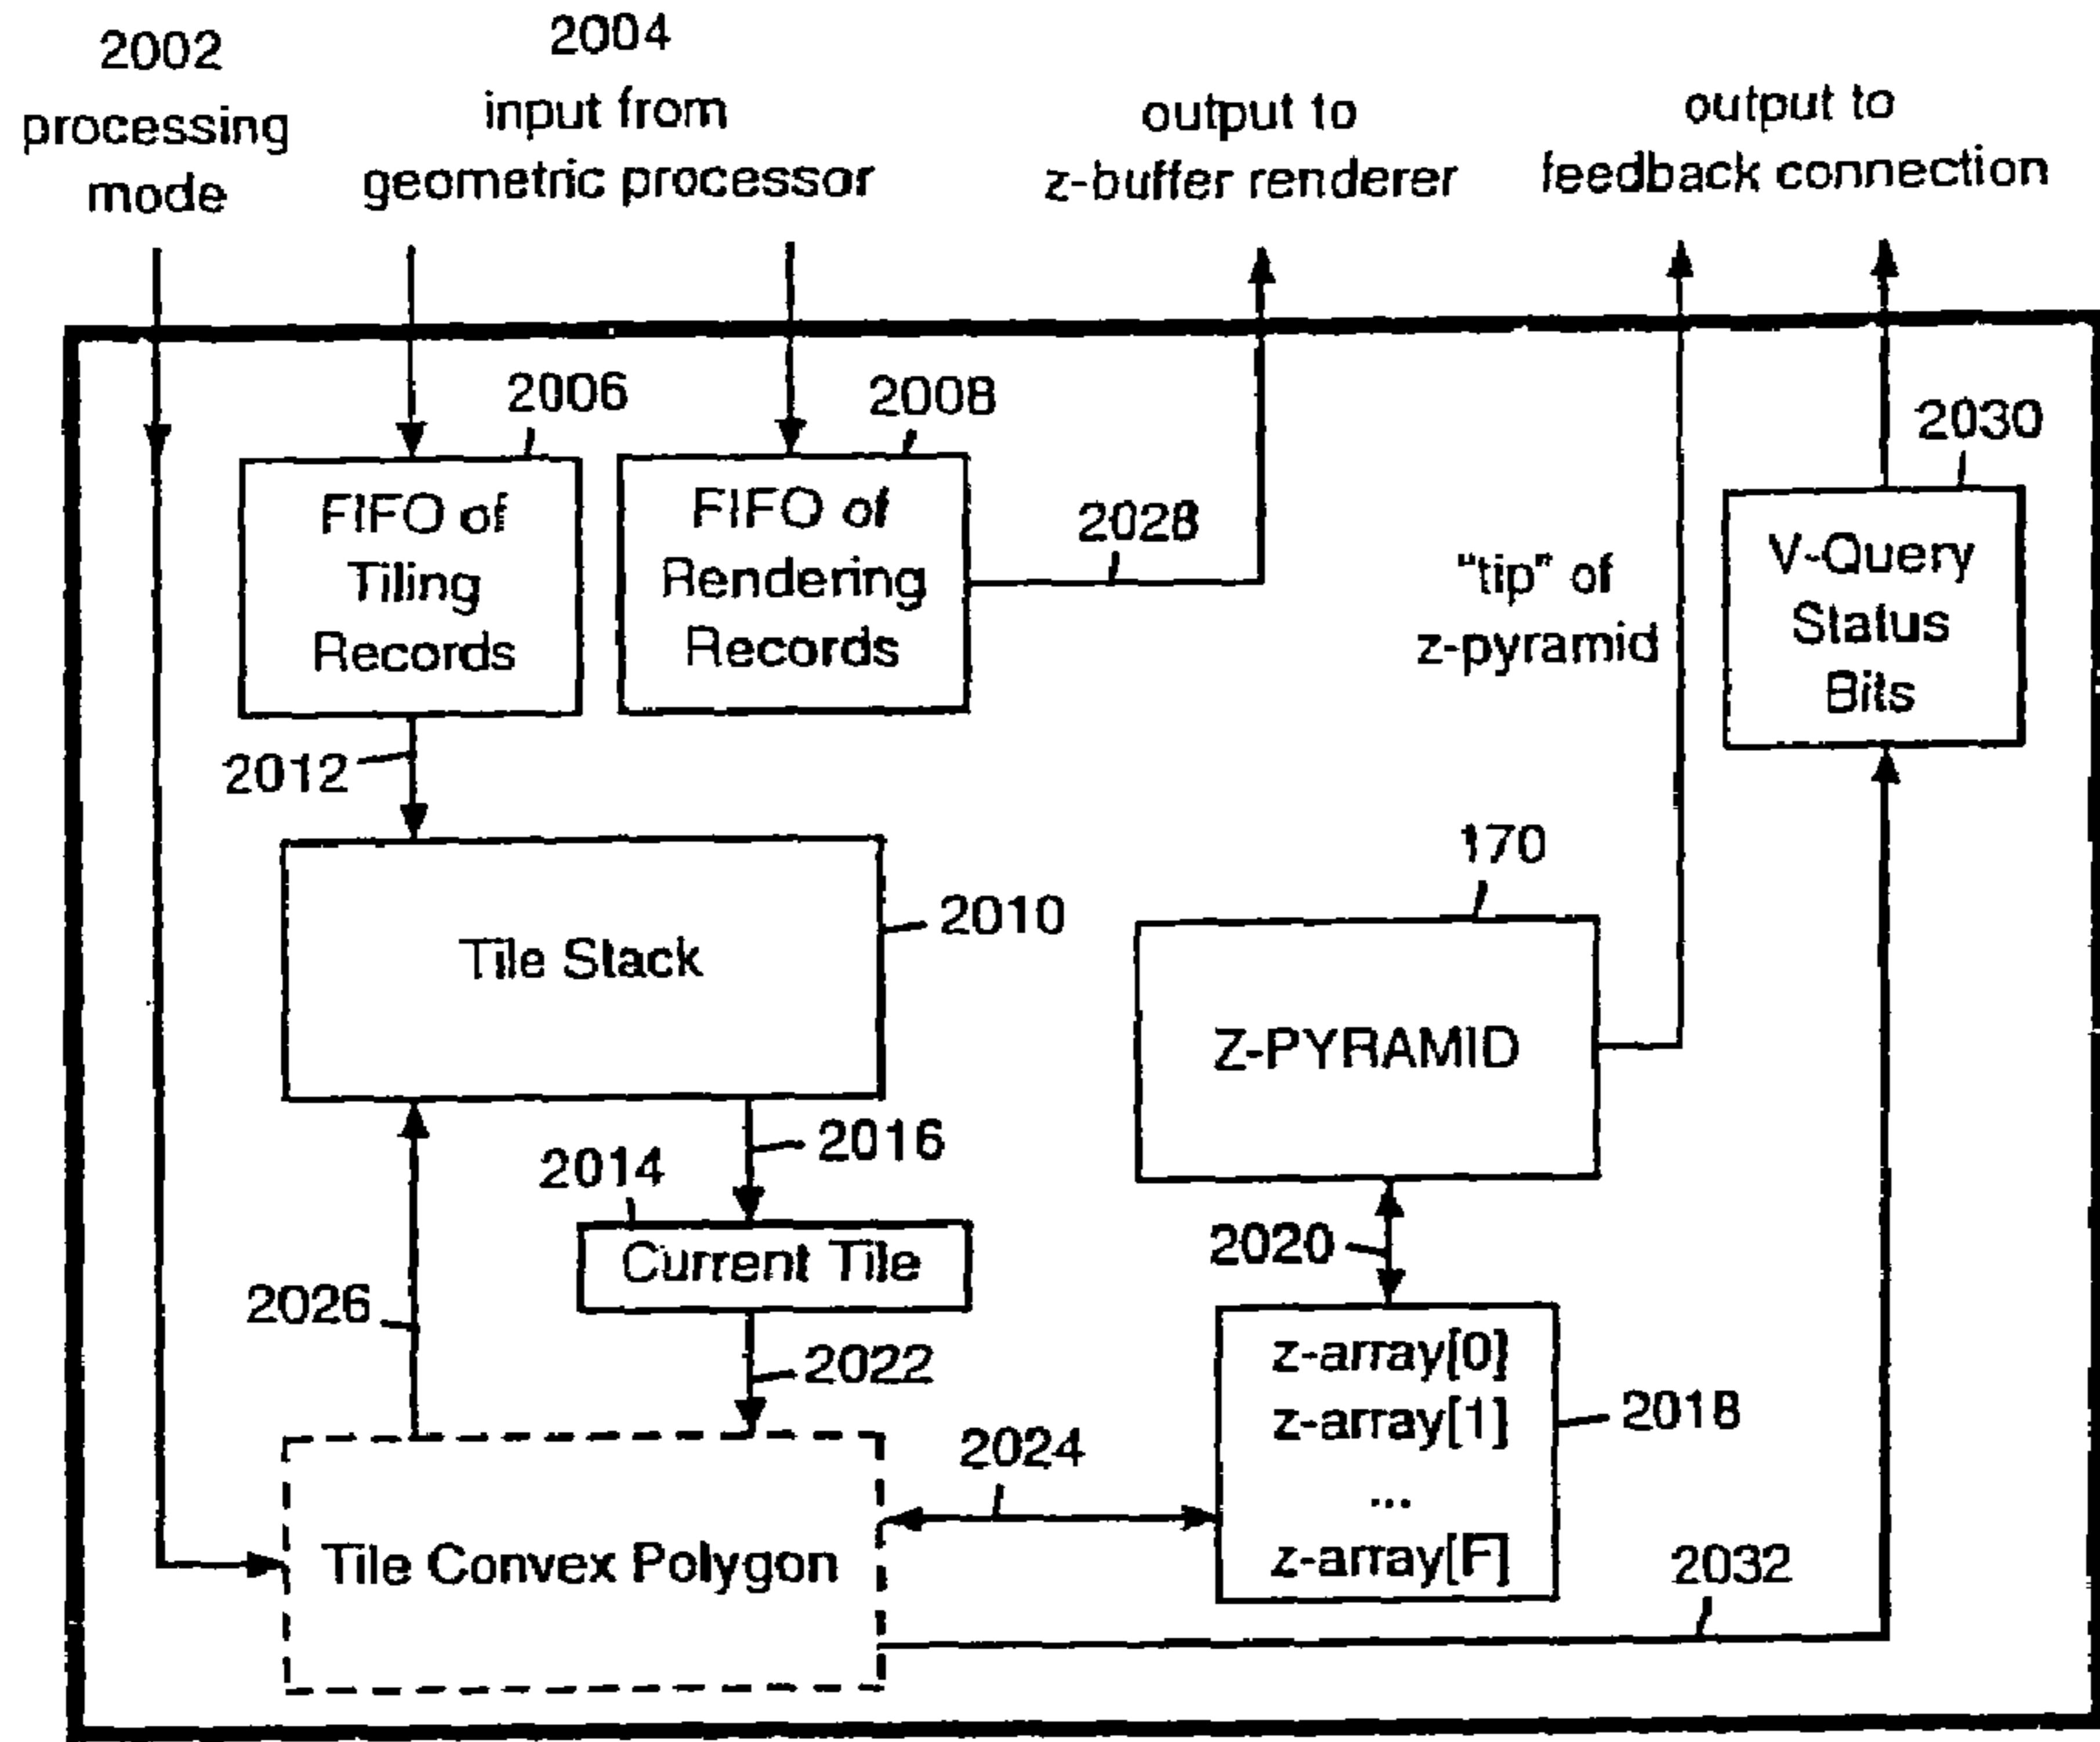 2002
processing
mode
2004
input from
geometric processor
output to
z-buffer renderer
output to
feedback connection
2006
FIFO of
Tiling
Records
2008
FIFO of
Rendering
Records
2028
"tip" of
z-pyramid
2030
V-Query
Status
Bits
2012
Tile Stack
2010
170
Z-PYRAMID
2016
2014
Current Tile
2020
2026
2022
z-array[0]
z-array[1]
...
z-array[F]
2018
2024
Tile Convex Polygon
2032